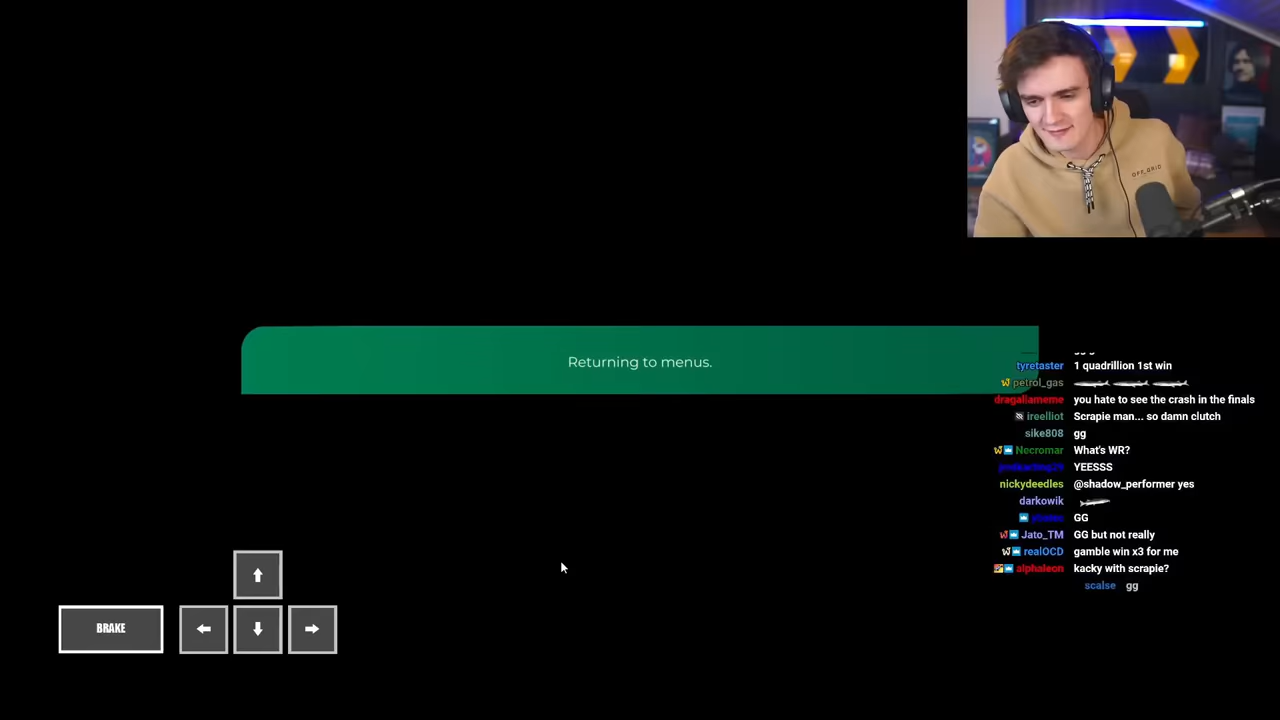 OFF_GRID
Returning to menus.
tyretaster 1 quadrillion 1st win
petrol_gas
dragaliameme you hate to see the crash in the finals
ireelliot Scrapie man... so damn clutch
sike808 gg
Necromar What's WR?
YEESSS
nickydeedles @shadow_performer yes
darkowik
GG
Jato_TM GG but not really
realOCD gamble win x3 for me
alphaleon kacky with scrapie?
scalse gg
BRAKE